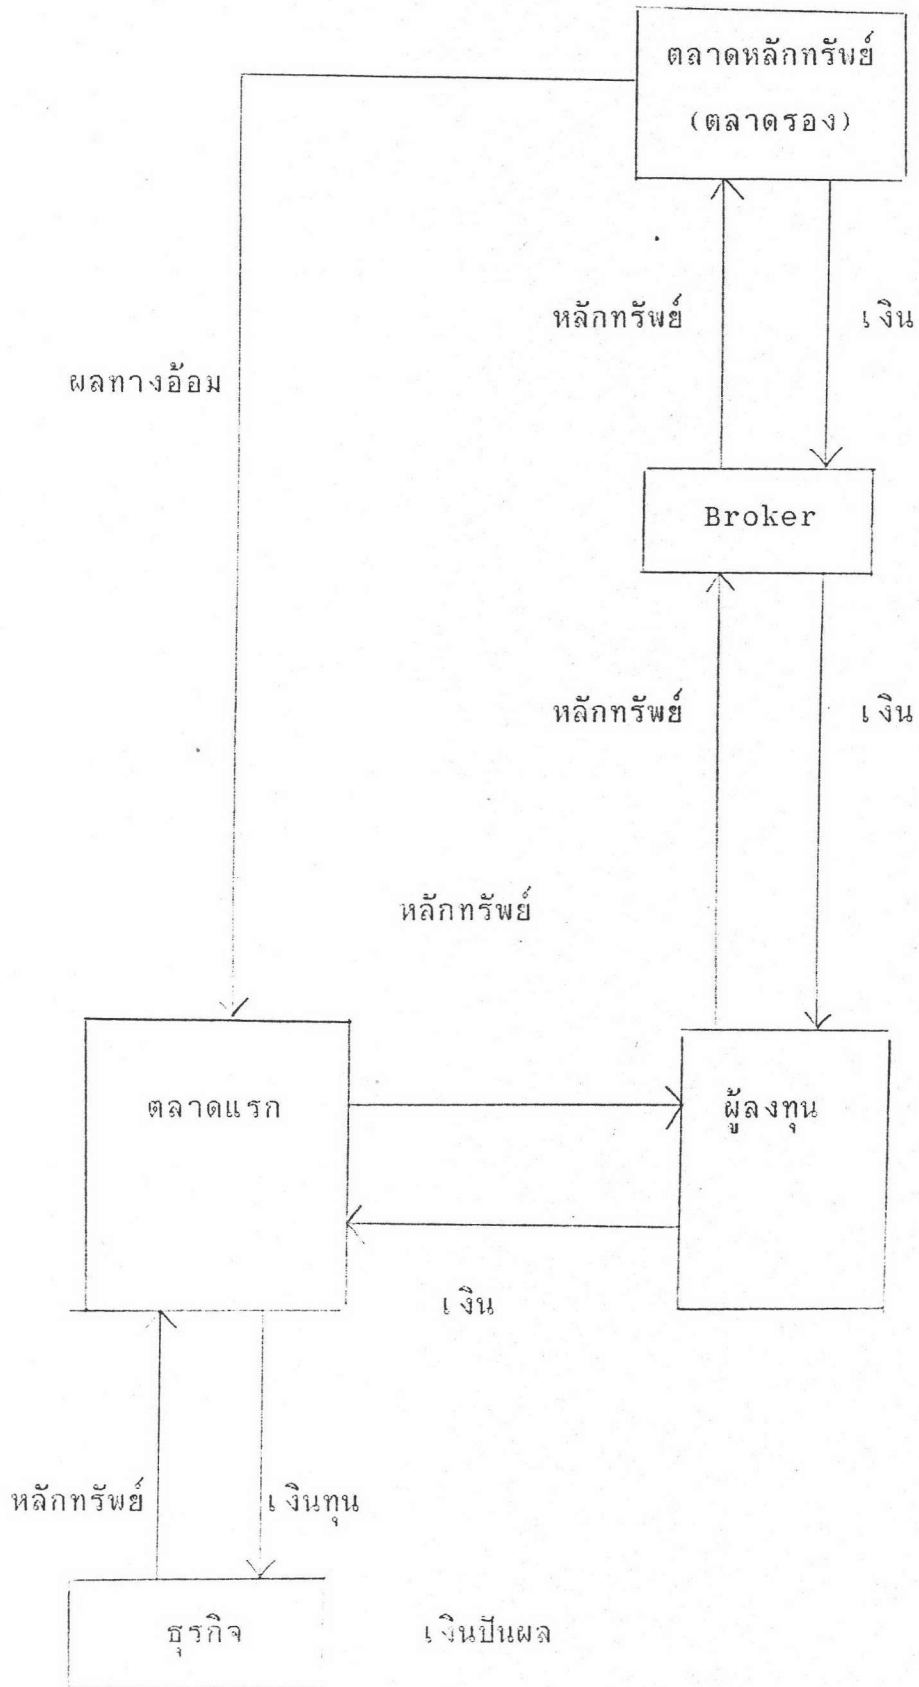 ตลาดหลักทรัพย์
(ตลาดรอง)
หลักทรัพย์ เงิน
ผลทางอ้อม
Broker
หลักทรัพย์ เงิน
หลักทรัพย์
ตลาดแรก ผู้ลงทุน
เงิน
หลักทรัพย์ เงินทุน
ธุรกิจ เงินปันผล